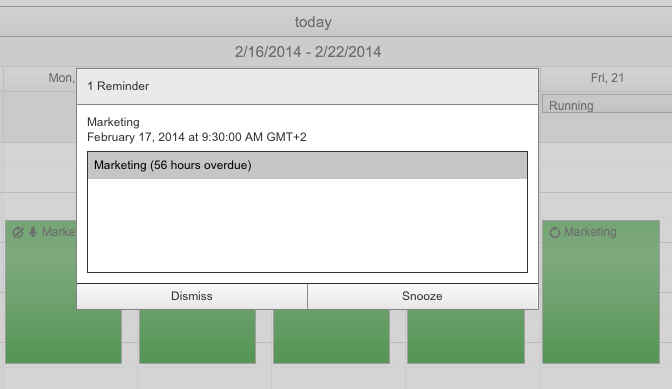 today
2/16/2014 - 2/22/2014
Mon,
Fri, 21
1 Reminder
Running
Marketing
February 17, 2014 at 9:30:00 AM GMT+2
Marketing (56 hours overdue)
Marke
Marketing
Dismiss
Snooze